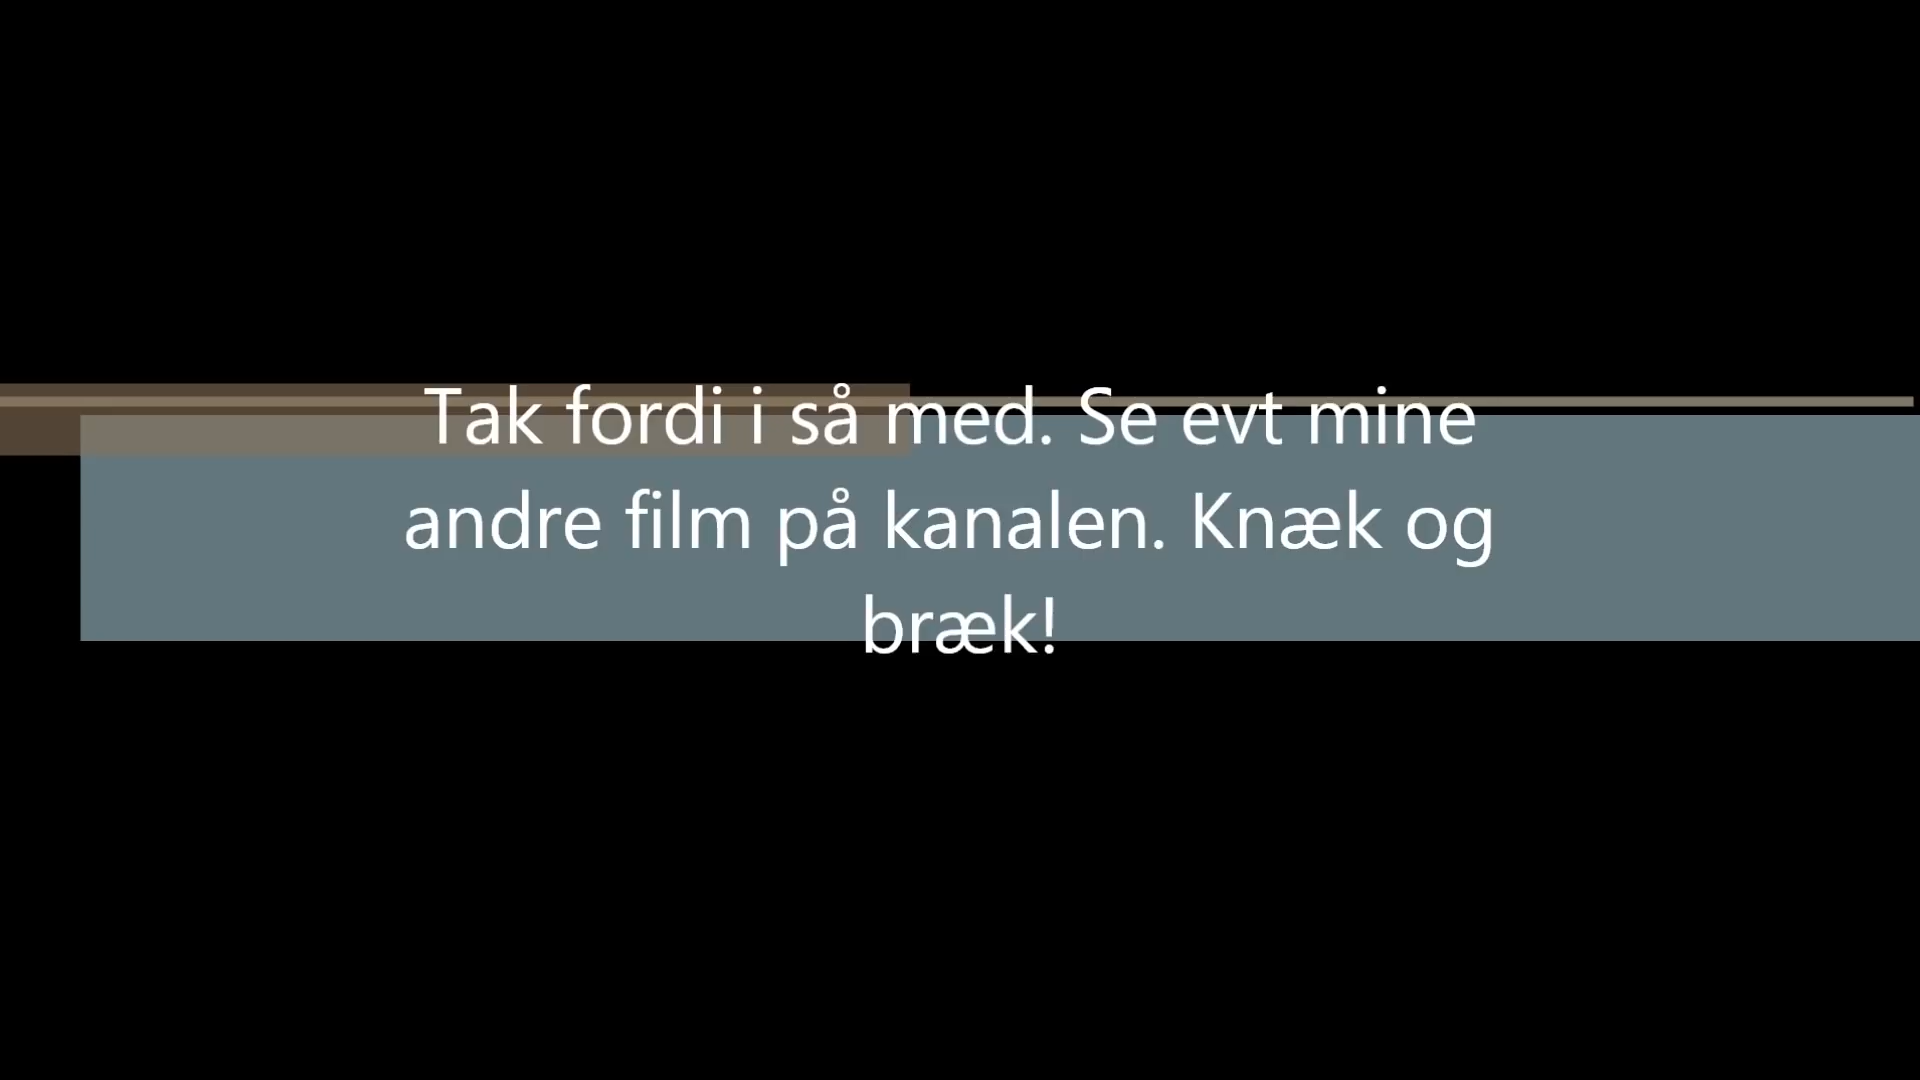 Tak fordi i så med. Se evt mine
andre film på kanalen. Knæk og
bræk!